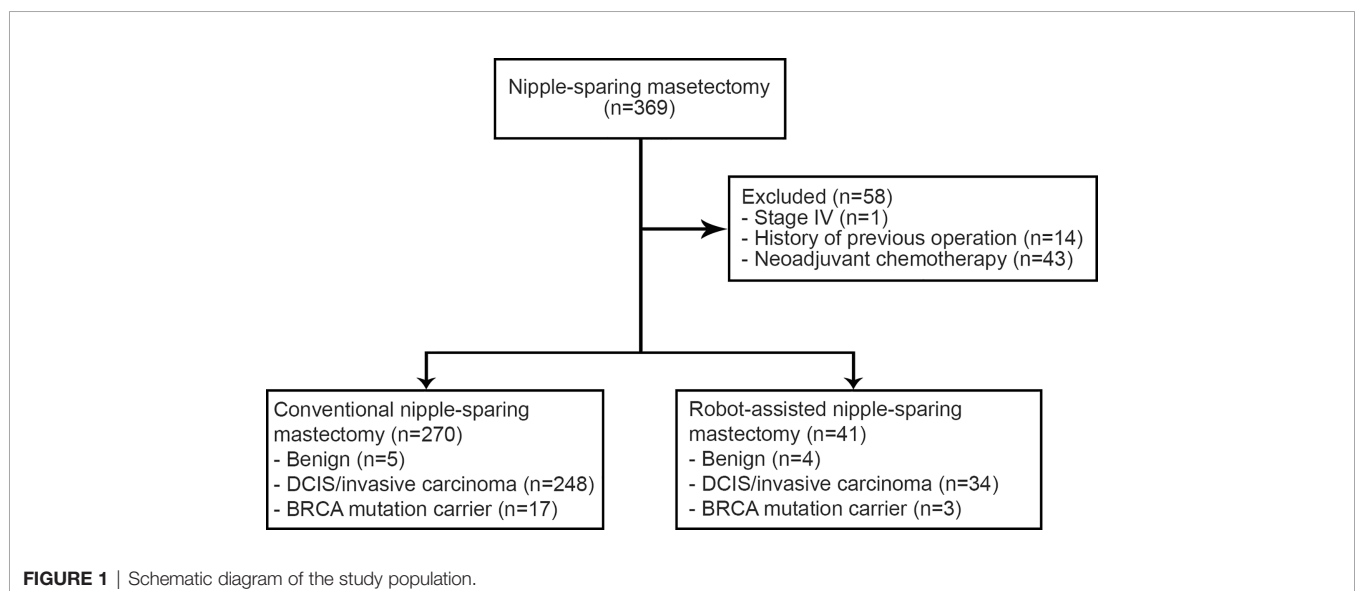 Nipple-sparing masetectomy
(n=369)
Excluded (n=58)
- Stage IV (n=1)
- History of previous operation (n=14)
- Neoadjuvant chemotherapy (n=43)
Conventional nipple-sparing
mastectomy (n=270)
- Benign (n=5)
- DCIS/invasive carcinoma (n=248)
- BRCA mutation carrier (n=17)
Robot-assisted nipple-sparing
mastectomy (n=41)
- Benign (n=4)
- DCIS/invasive carcinoma (n=34)
- BRCA mutation carrier (n=3)
FIGURE 1 | Schematic diagram of the study population.